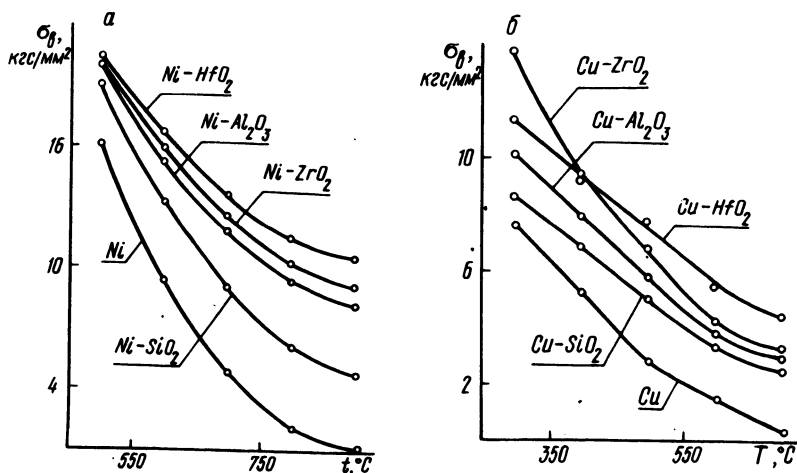 а
σв,
кгс/мм²
16
10
4
Ni-HfO₂
Ni-Al₂O₃
Ni-ZrO₂
Ni
Ni-SiO₂
550
750
t,°C
б
σв,
кгс/мм²
10
6
2
Cu-ZrO₂
Cu-Al₂O₃
Cu-HfO₂
Cu-SiO₂
Cu
350
550
T,°C